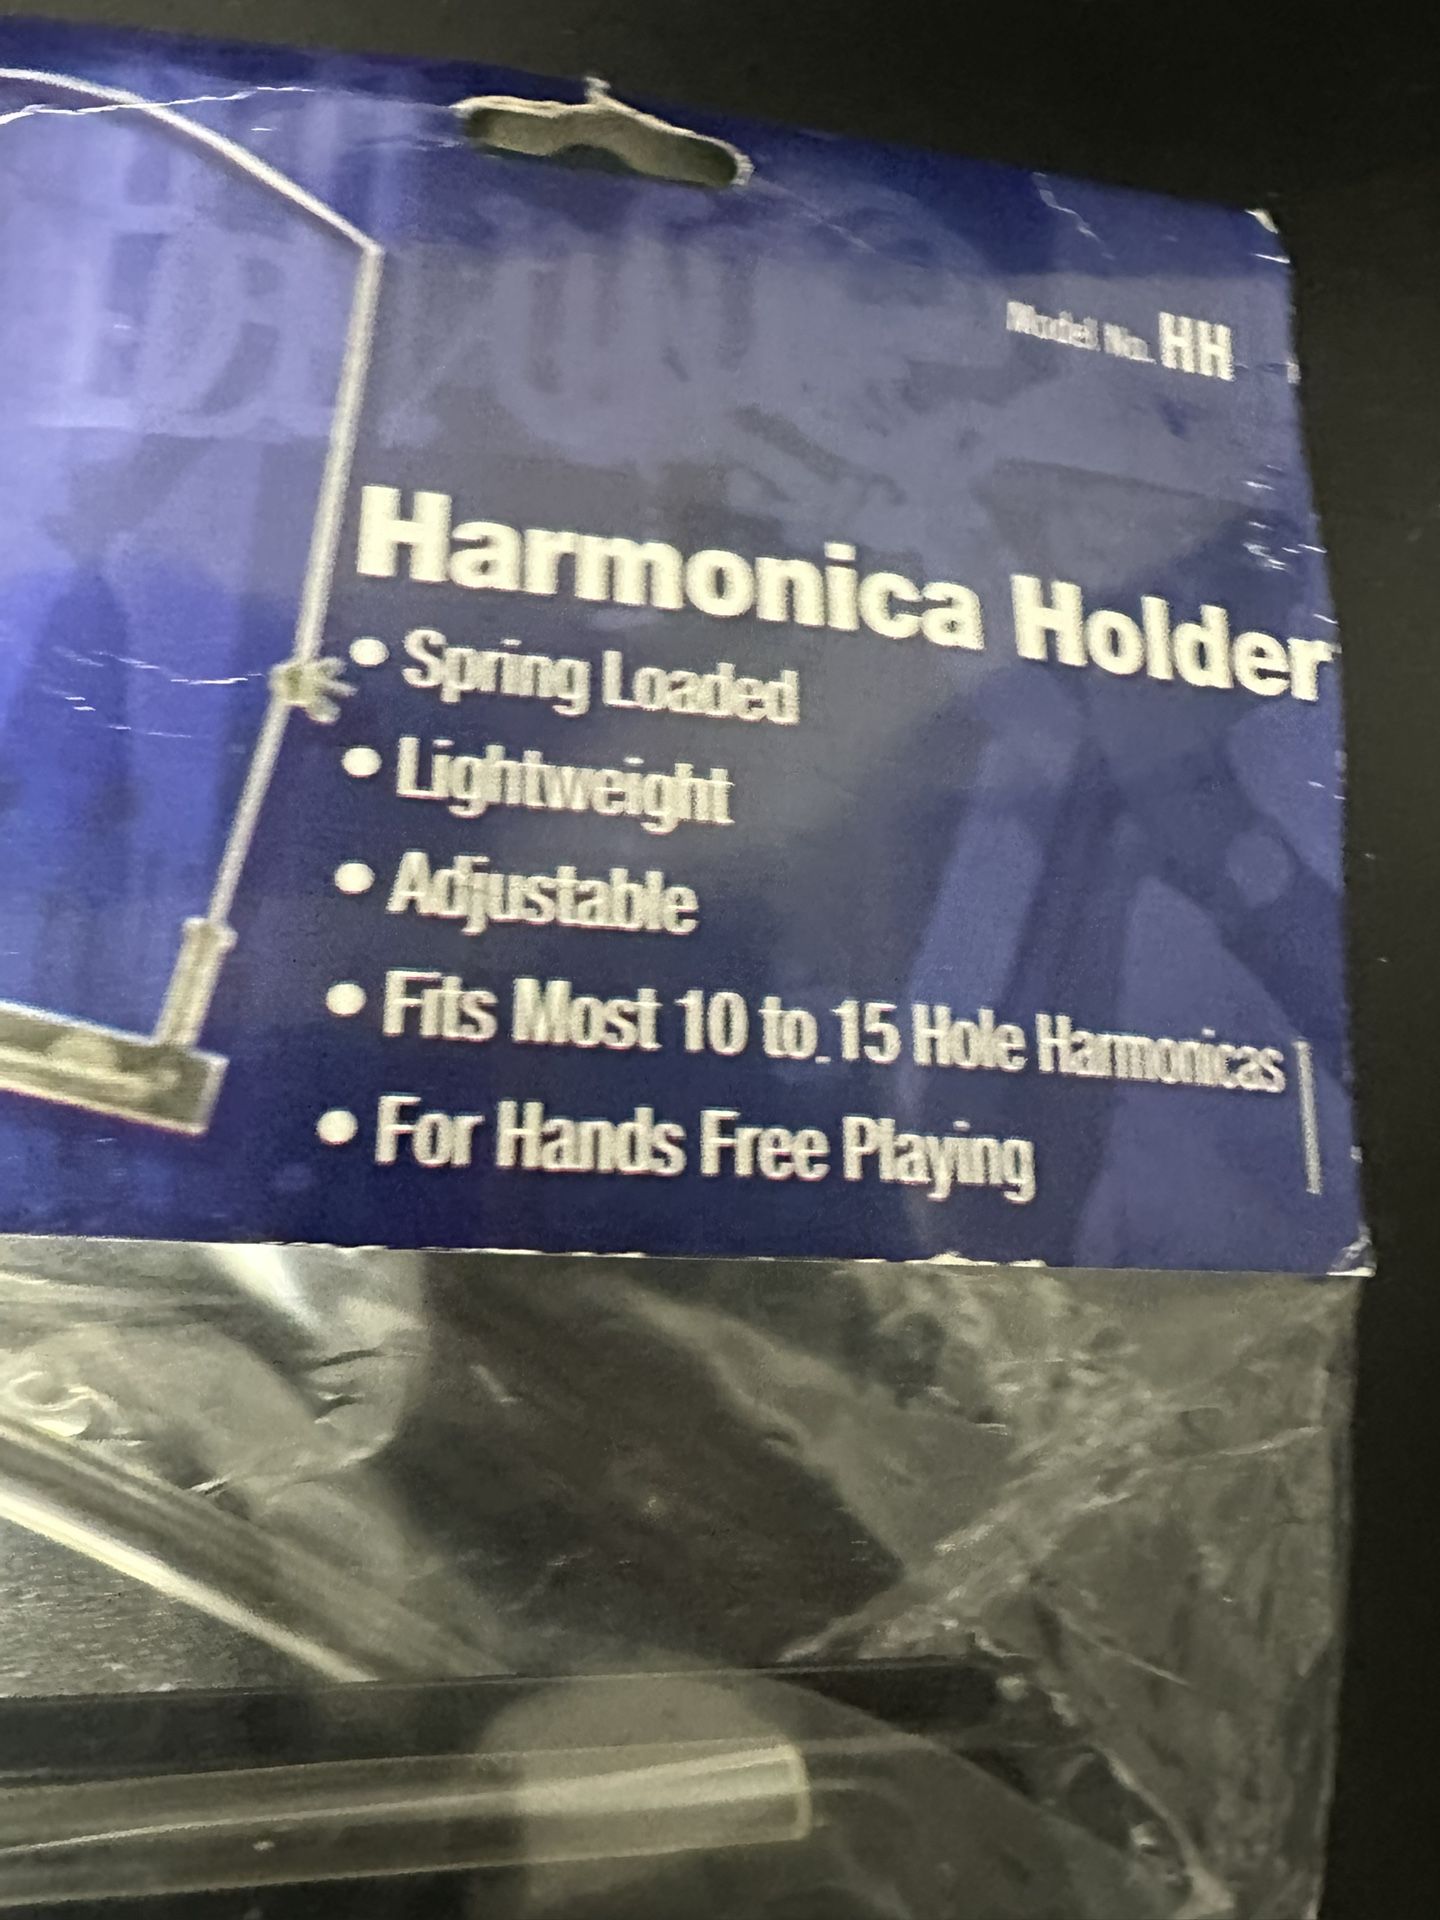 Model No. HH
Harmonica Holder
• Spring Loaded
• Lightweight
• Adjustable
• Fits Most 10 to 15 Hole Harmonicas
• For Hands Free Playing